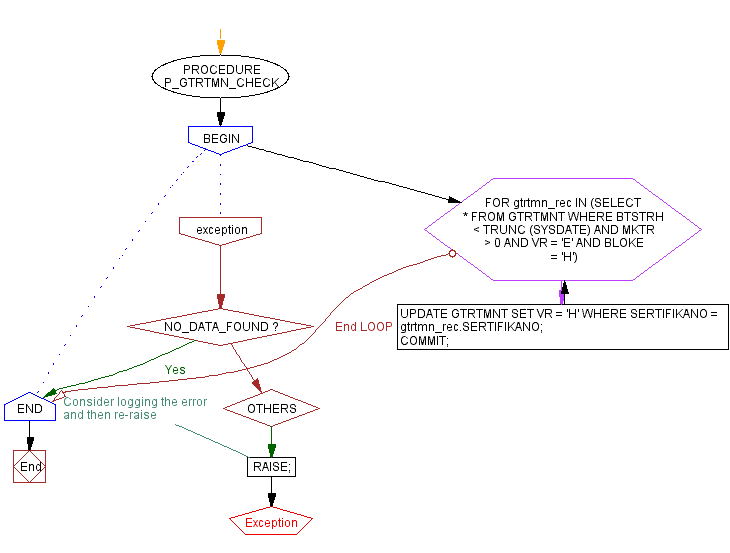 PROCEDURE
P_GTRTMN_CHECK
BEGIN
FOR gtrtmn_rec IN (SELECT
* FROM GTRTMNT WHERE BTSTRH
< TRUNC (SYSDATE) AND MKTR
> 0 AND VR = 'E' AND BLOKE
= 'H')
exception
UPDATE GTRTMNT SET VR = 'H' WHERE SERTIFIKANO =
gtrtmn_rec.SERTIFIKANO;
COMMIT;
NO_DATA_FOUND ?
End LOOP
Yes
END
Consider logging the error
and then re-raise
OTHERS
End
RAISE;
Exception